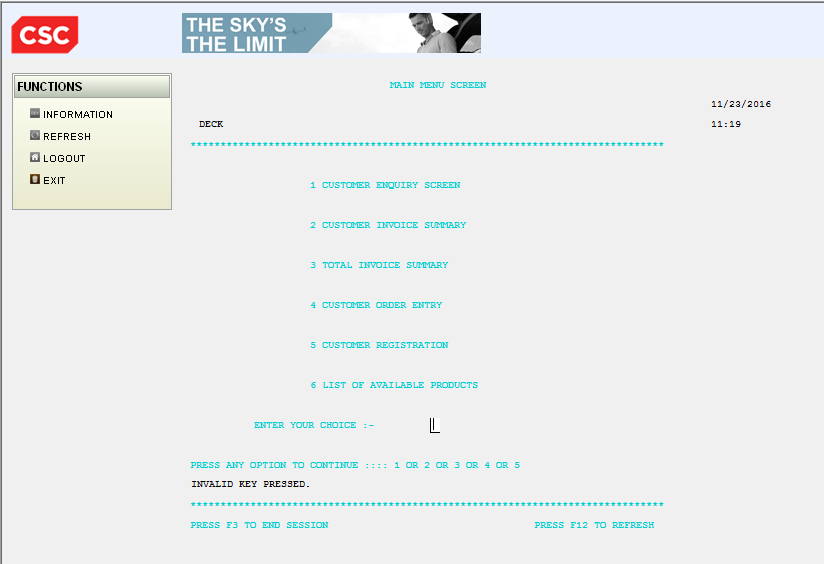 CSC
THE SKY'S
THE LIMIT
FUNCTIONS
INFORMATION
REFRESH
LOGOUT
EXIT
MAIN MENU SCREEN
11/23/2016
DECK 11:19
*******************************************************************************
1 CUSTOMER ENQUIRY SCREEN
2 CUSTOMER INVOICE SUMMARY
3 TOTAL INVOICE SUMMARY
4 CUSTOMER ORDER ENTRY
5 CUSTOMER REGISTRATION
6 LIST OF AVAILABLE PRODUCTS
ENTER YOUR CHOICE :-
PRESS ANY OPTION TO CONTINUE :::: 1 OR 2 OR 3 OR 4 OR 5
INVALID KEY PRESSED.
*******************************************************************************
PRESS F3 TO END SESSION PRESS F12 TO REFRESH